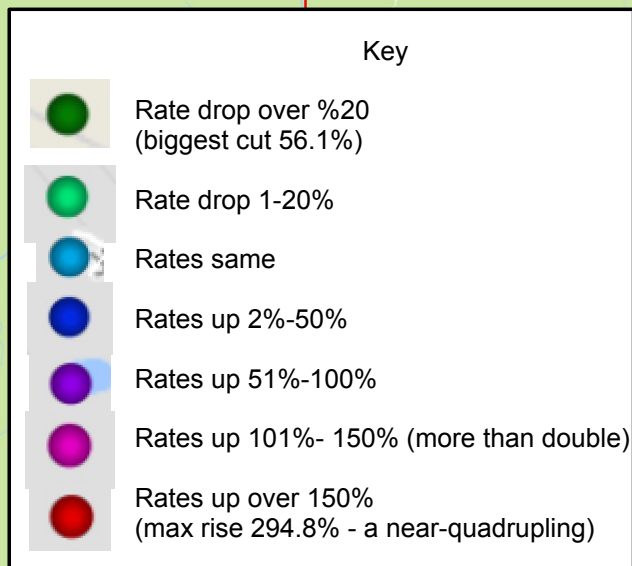 Key
Rate drop over %20
(biggest cut 56.1%)
Rate drop 1-20%
Rates same
Rates up 2%-50%
Rates up 51%-100%
Rates up 101%- 150% (more than double)
Rates up over 150%
(max rise 294.8% - a near-quadrupling)